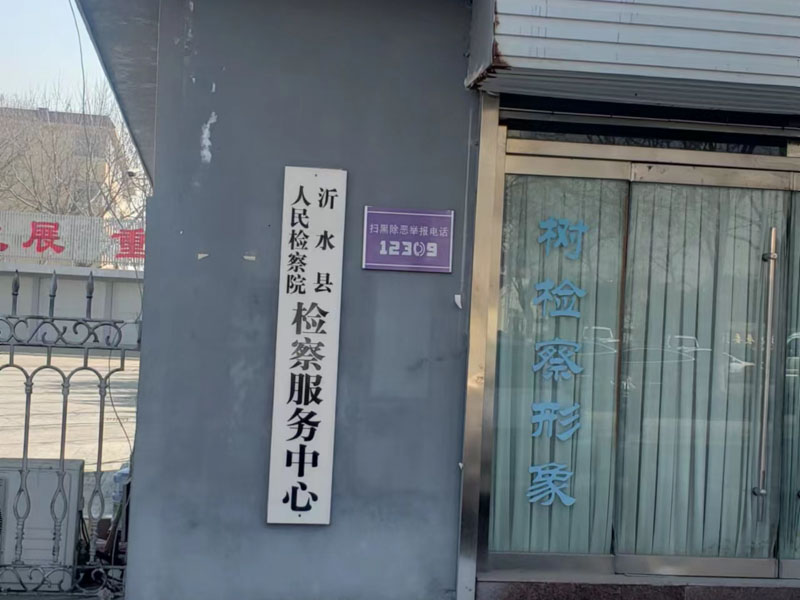 沂水县
人民检察院
检察服务中心
扫黑除恶举报电话
12309
树检察形象
展 重